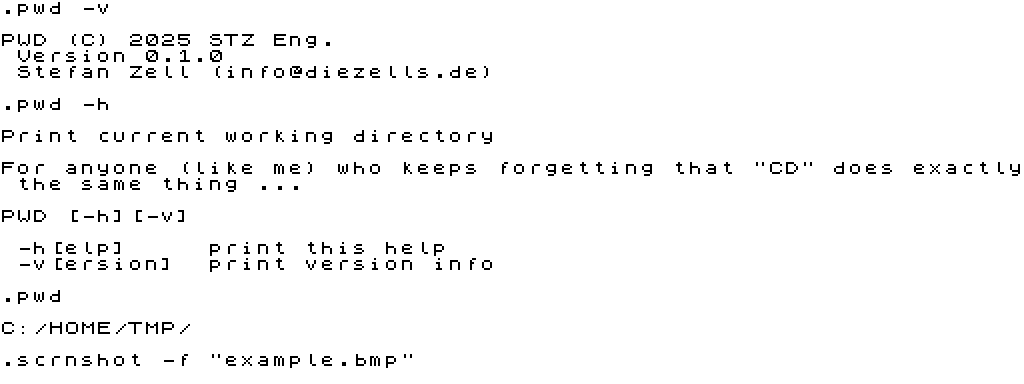 .pwd -v
PWD (C) 2025 STZ Eng.
Version 0.1.0
Stefan Zell (info@diezells.de)
.pwd -h
Print current working directory
For anyone (like me) who keeps forgetting that "CD" does exactly
the same thing ...
PWD [-h][-v]
-h[elp]     print this help
-v[ersion]  print version info
.pwd
C:/HOME/TMP/
.scrnshot -f "example.bmp"